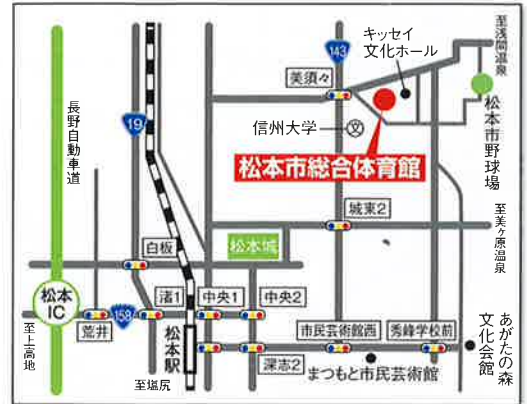 至浅間温泉
キッセイ
文化ホール
143
美須々
長野自動車道
19
信州大学
文
松本市野球場
松本市総合体育館
城東2
至美ヶ原温泉
白板
松本城
松本
IC
158
渚1
中央1
中央2
荒井
至上高地
松本駅
市民芸術館西
秀峰学校前
あがたの森
文化会館
深志2
まつもと市民芸術館
至塩尻